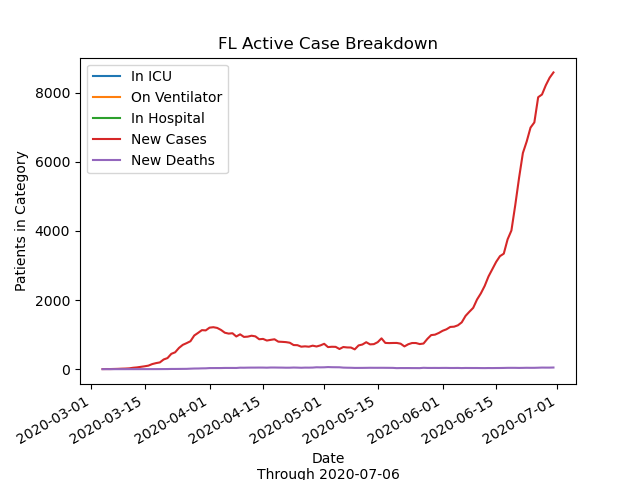 FL Active Case Breakdown
In ICU
On Ventilator
In Hospital
New Cases
New Deaths
Patients in Category
8000
6000
4000
2000
0
2020-03-01
2020-03-15
2020-04-01
2020-04-15
2020-05-01
2020-05-15
2020-06-01
2020-06-15
2020-07-01
Date
Through 2020-07-06